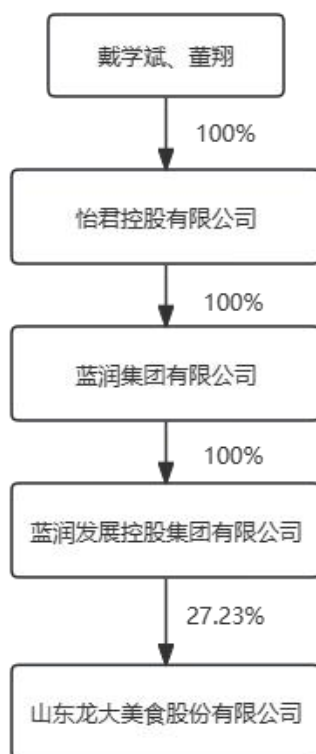 戴学斌、董翔
100%
怡君控股有限公司
100%
蓝润集团有限公司
100%
蓝润发展控股集团有限公司
27.23%
山东龙大美食股份有限公司